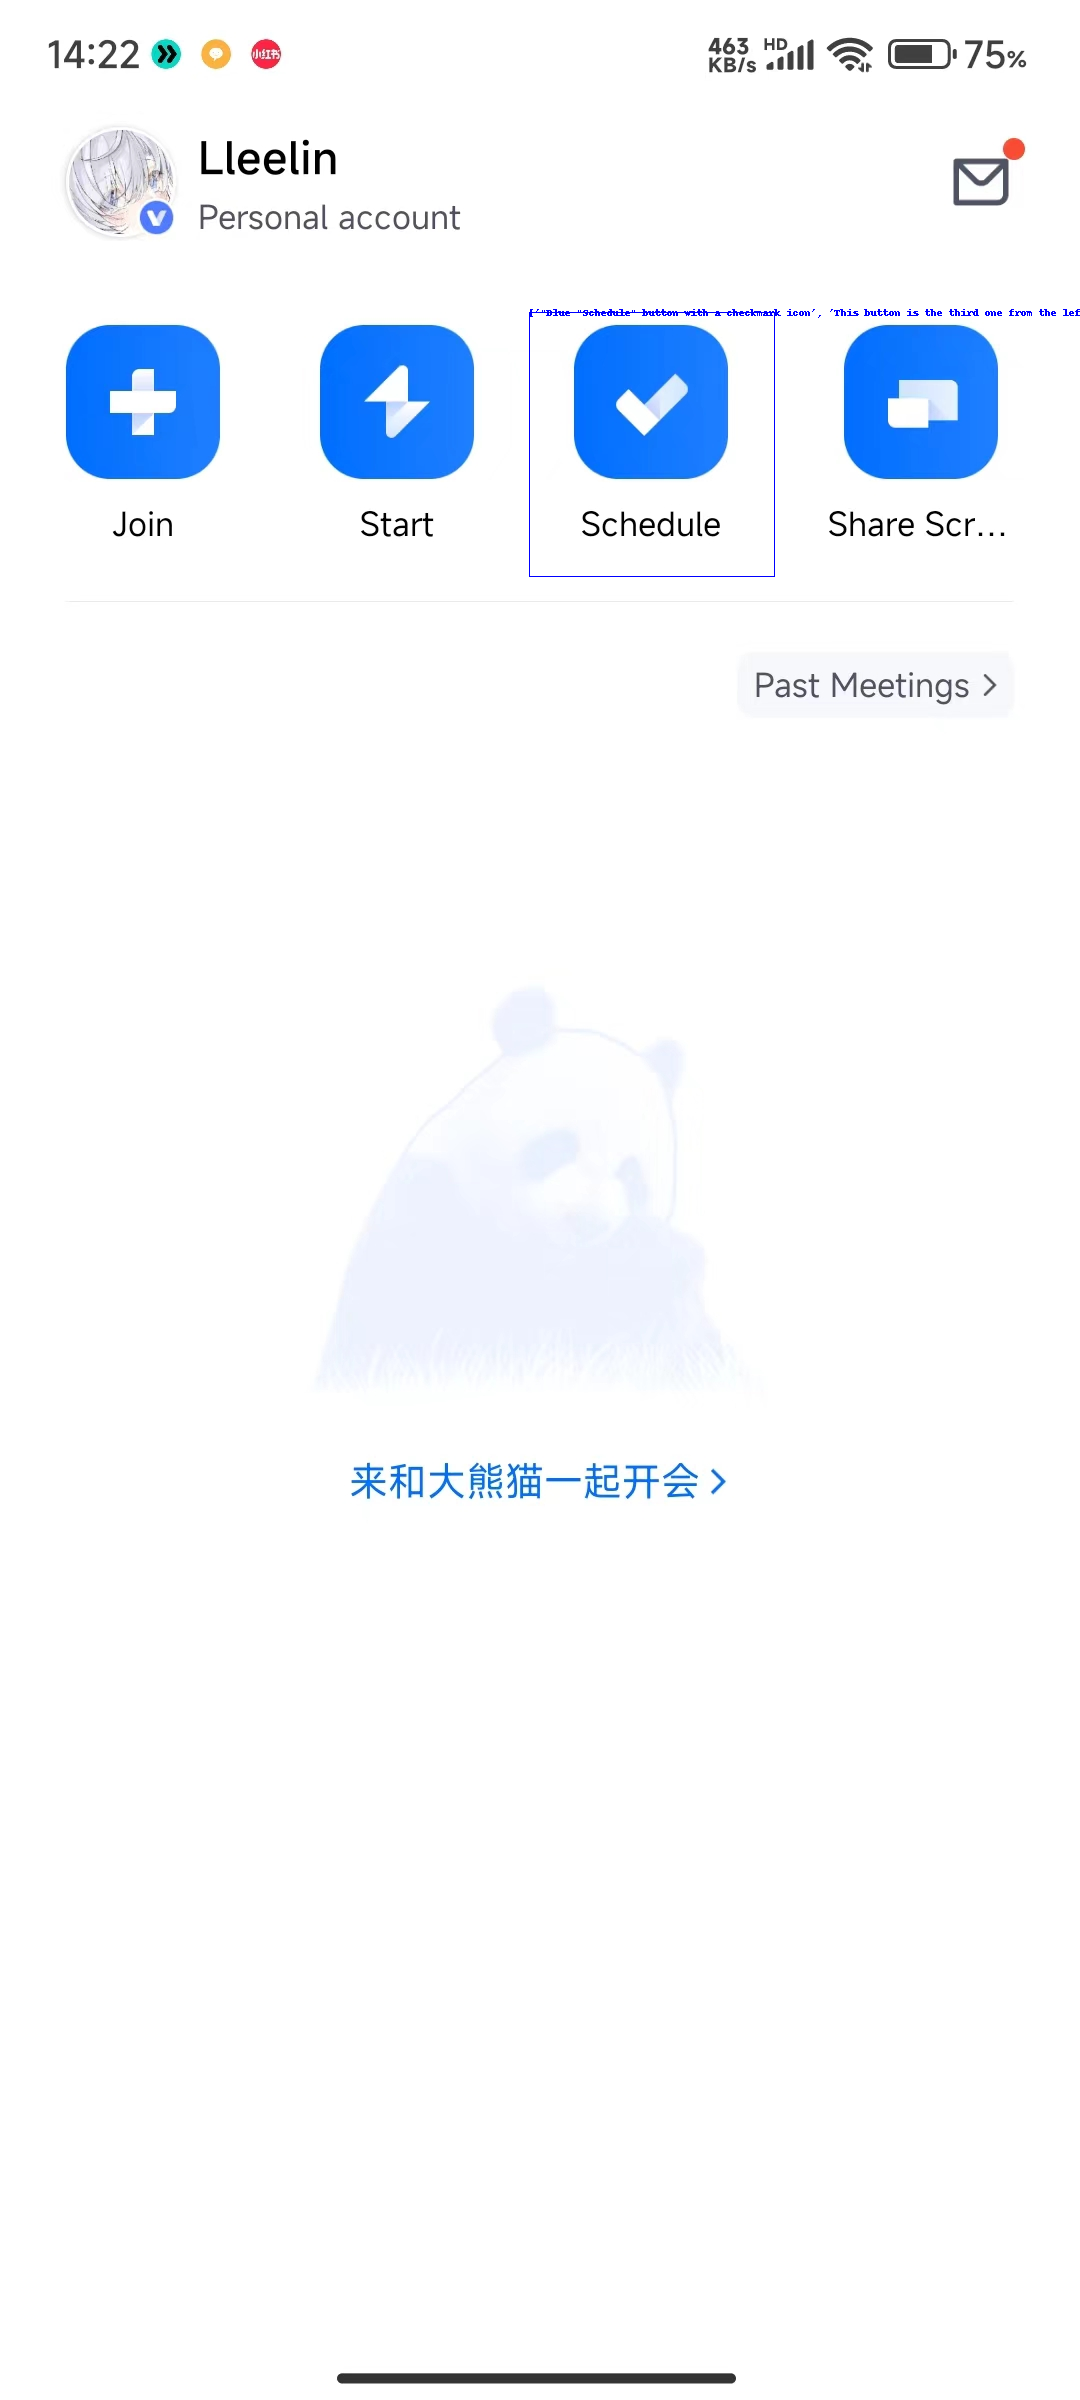 14:22 小红书 463 KB/s HD 75%
Lleelin
Personal account
['"Blue "Schedule" button with a checkmark icon', 'This button is the third one from the lef
Join Start Schedule Share Scr...
Past Meetings >
来和大熊猫一起开会 >